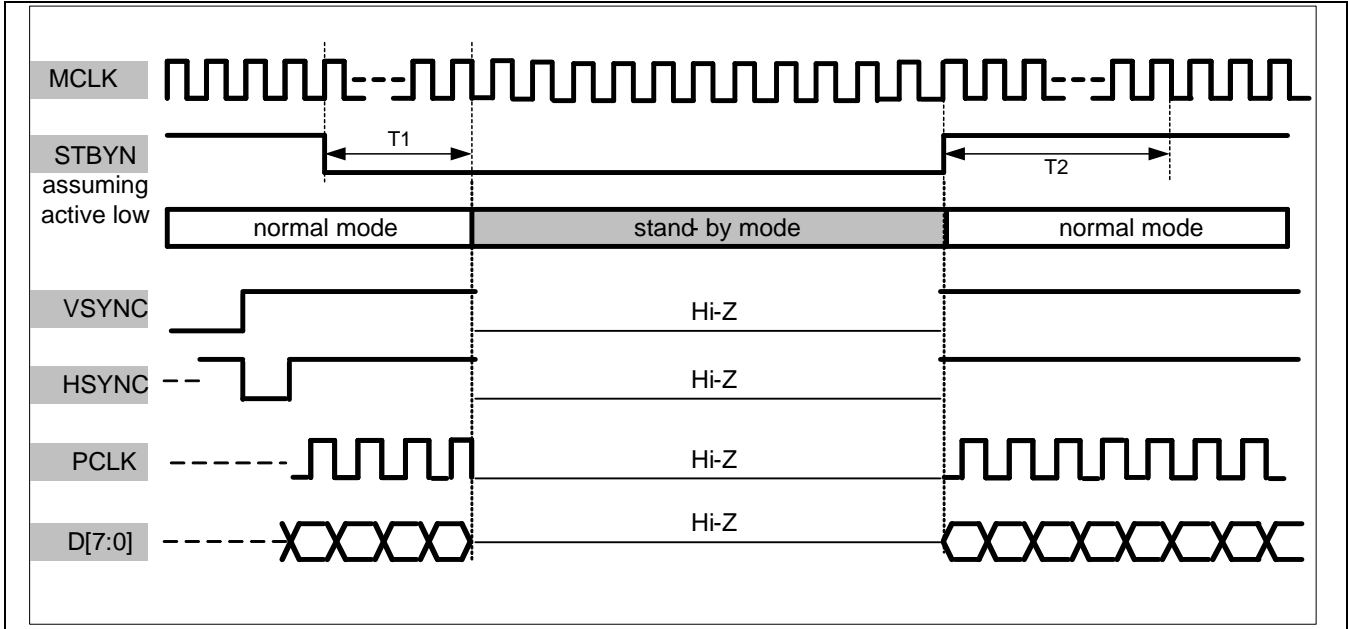 MCLK
T1
STBYN
T2
assuming
active low
normal mode
stand- by mode
normal mode
VSYNC
Hi-Z
HSYNC
Hi-Z
PCLK
Hi-Z
D[7:0]
Hi-Z